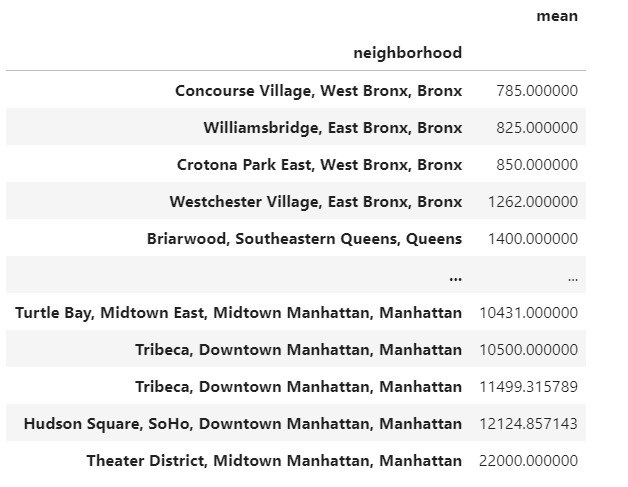 mean
neighborhood
Concourse Village, West Bronx, Bronx 785.000000
Williamsbridge, East Bronx, Bronx 825.000000
Crotona Park East, West Bronx, Bronx 850.000000
Westchester Village, East Bronx, Bronx 1262.000000
Briarwood, Southeastern Queens, Queens 1400.000000
... ...
Turtle Bay, Midtown East, Midtown Manhattan, Manhattan 10431.000000
Tribeca, Downtown Manhattan, Manhattan 10500.000000
Tribeca, Downtown Manhattan, Manhattan 11499.315789
Hudson Square, SoHo, Downtown Manhattan, Manhattan 12124.857143
Theater District, Midtown Manhattan, Manhattan 22000.000000